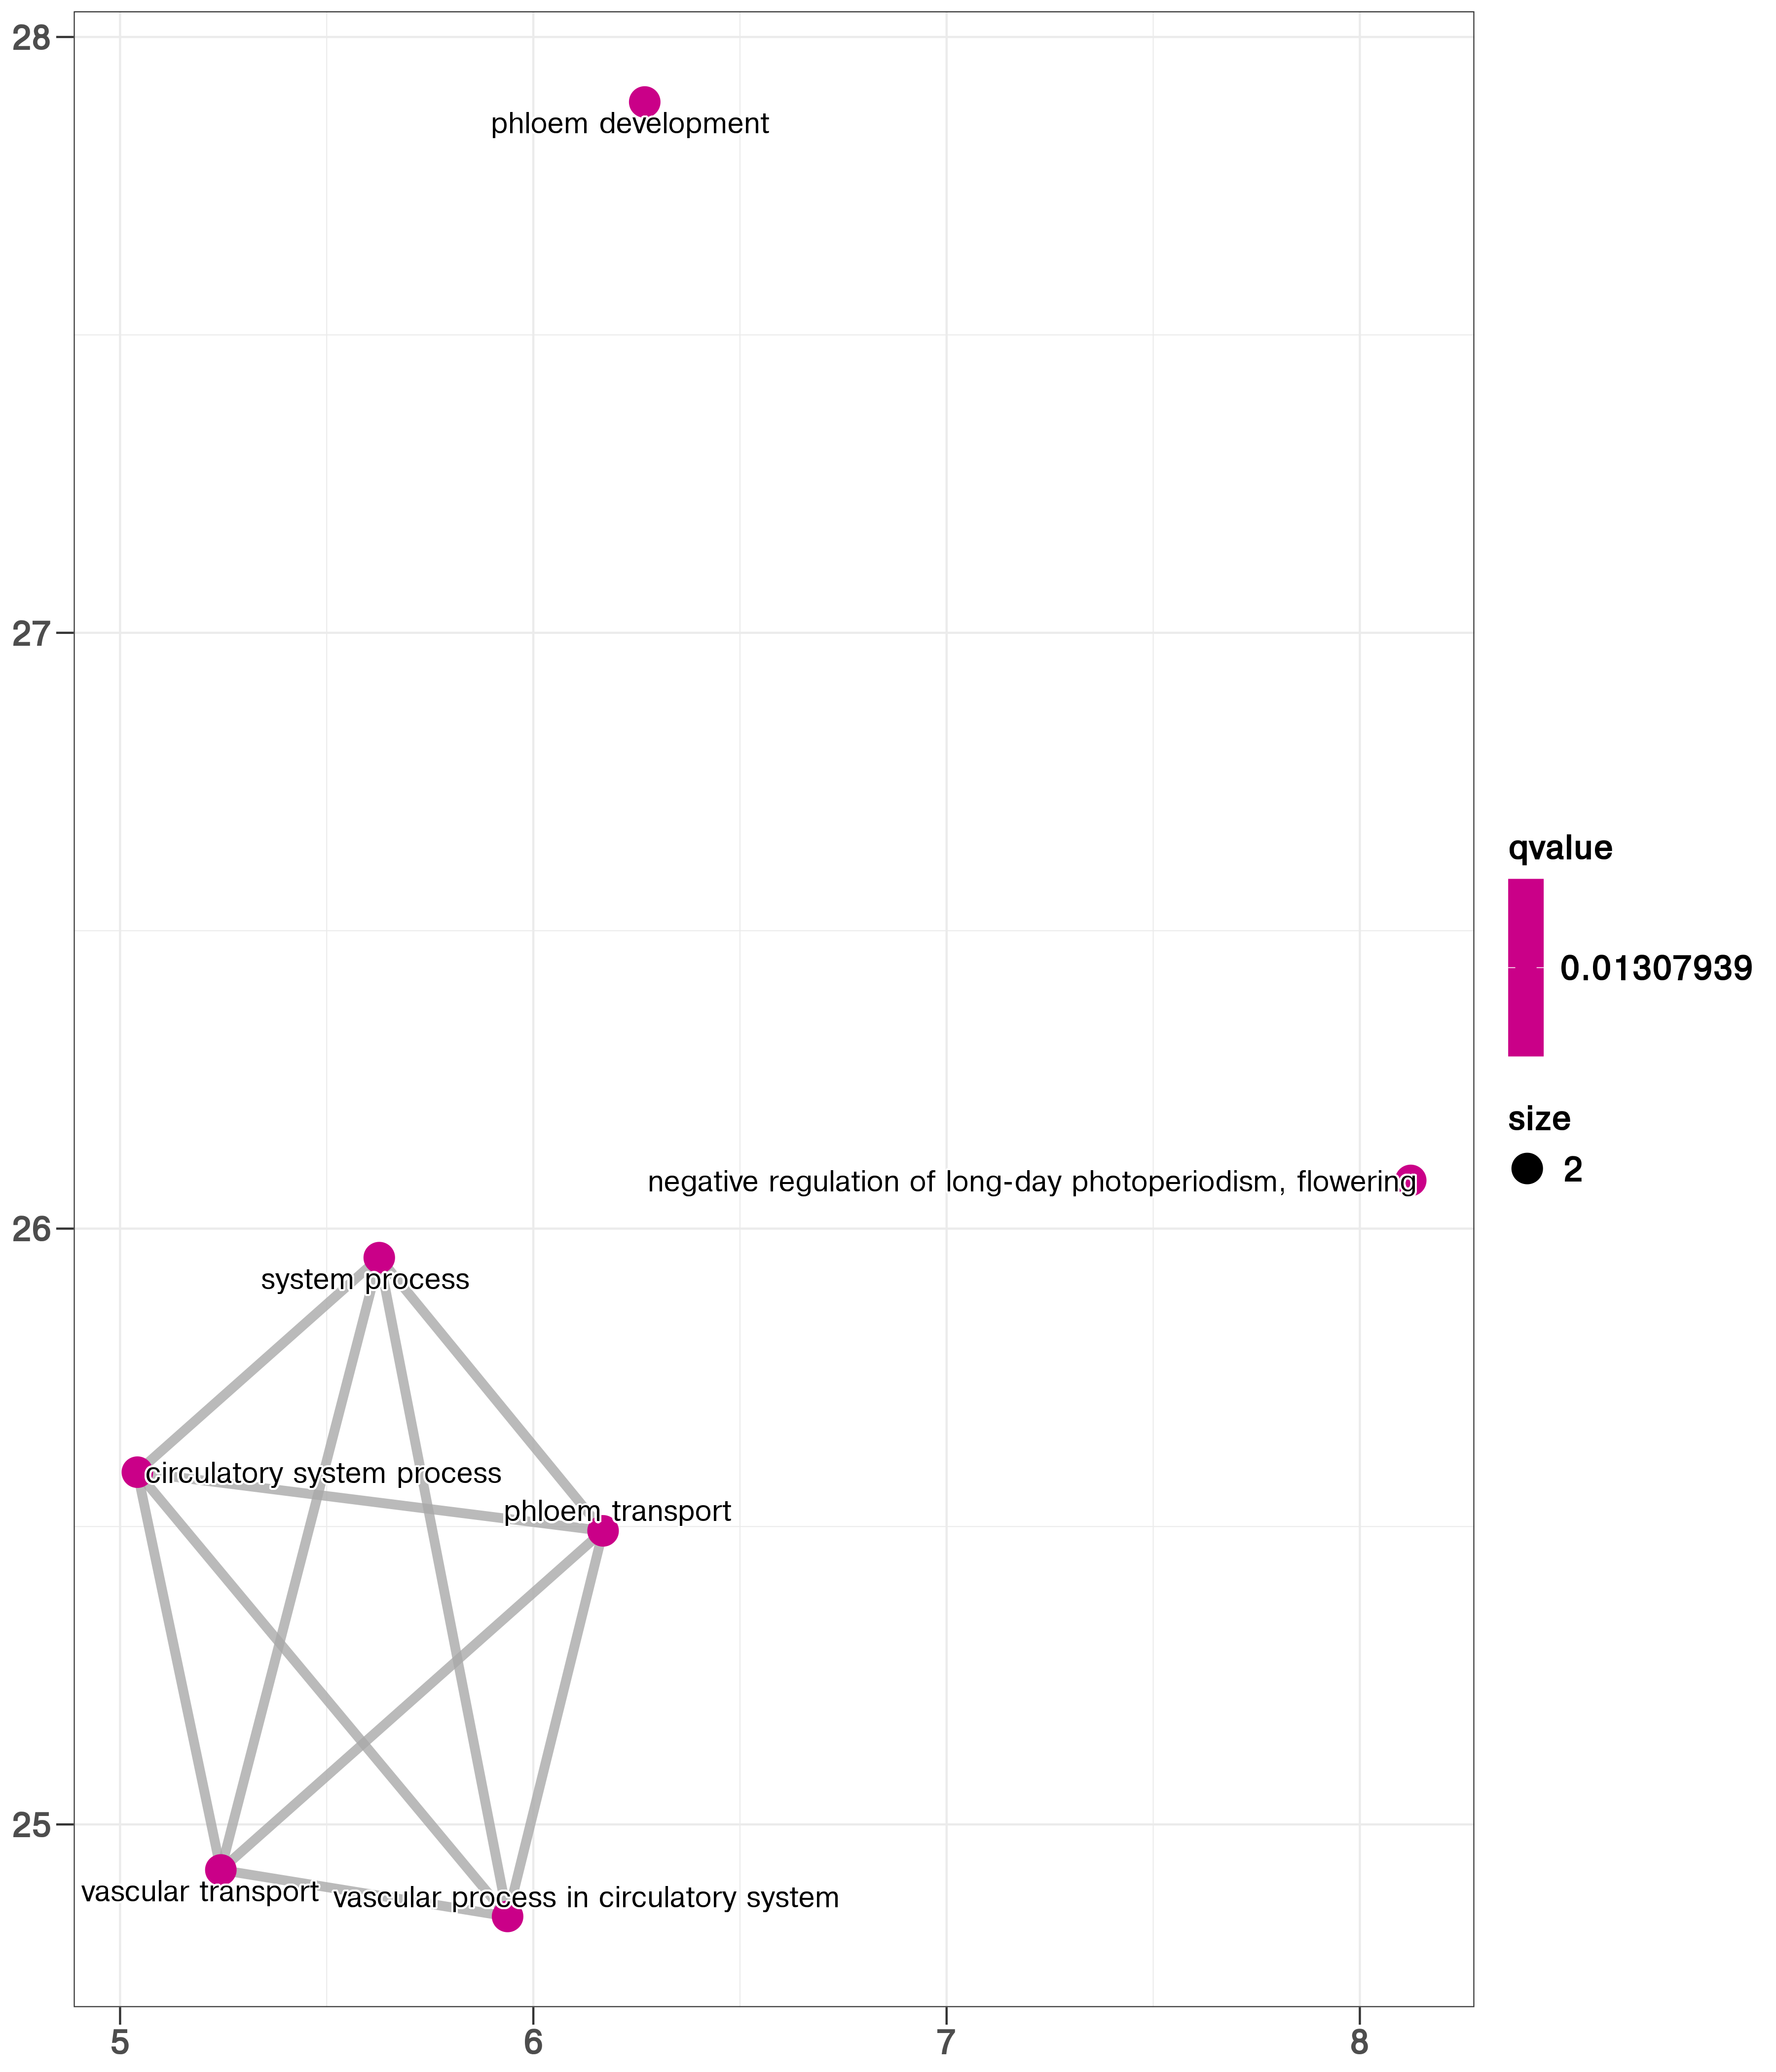 28
phloem development
27
qvalue
0.01307939
size
2
negative regulation of long-day photoperiodism, flowering
26
system process
circulatory system process
phloem transport
25
vascular transport
vascular process in circulatory system
5
6
7
8